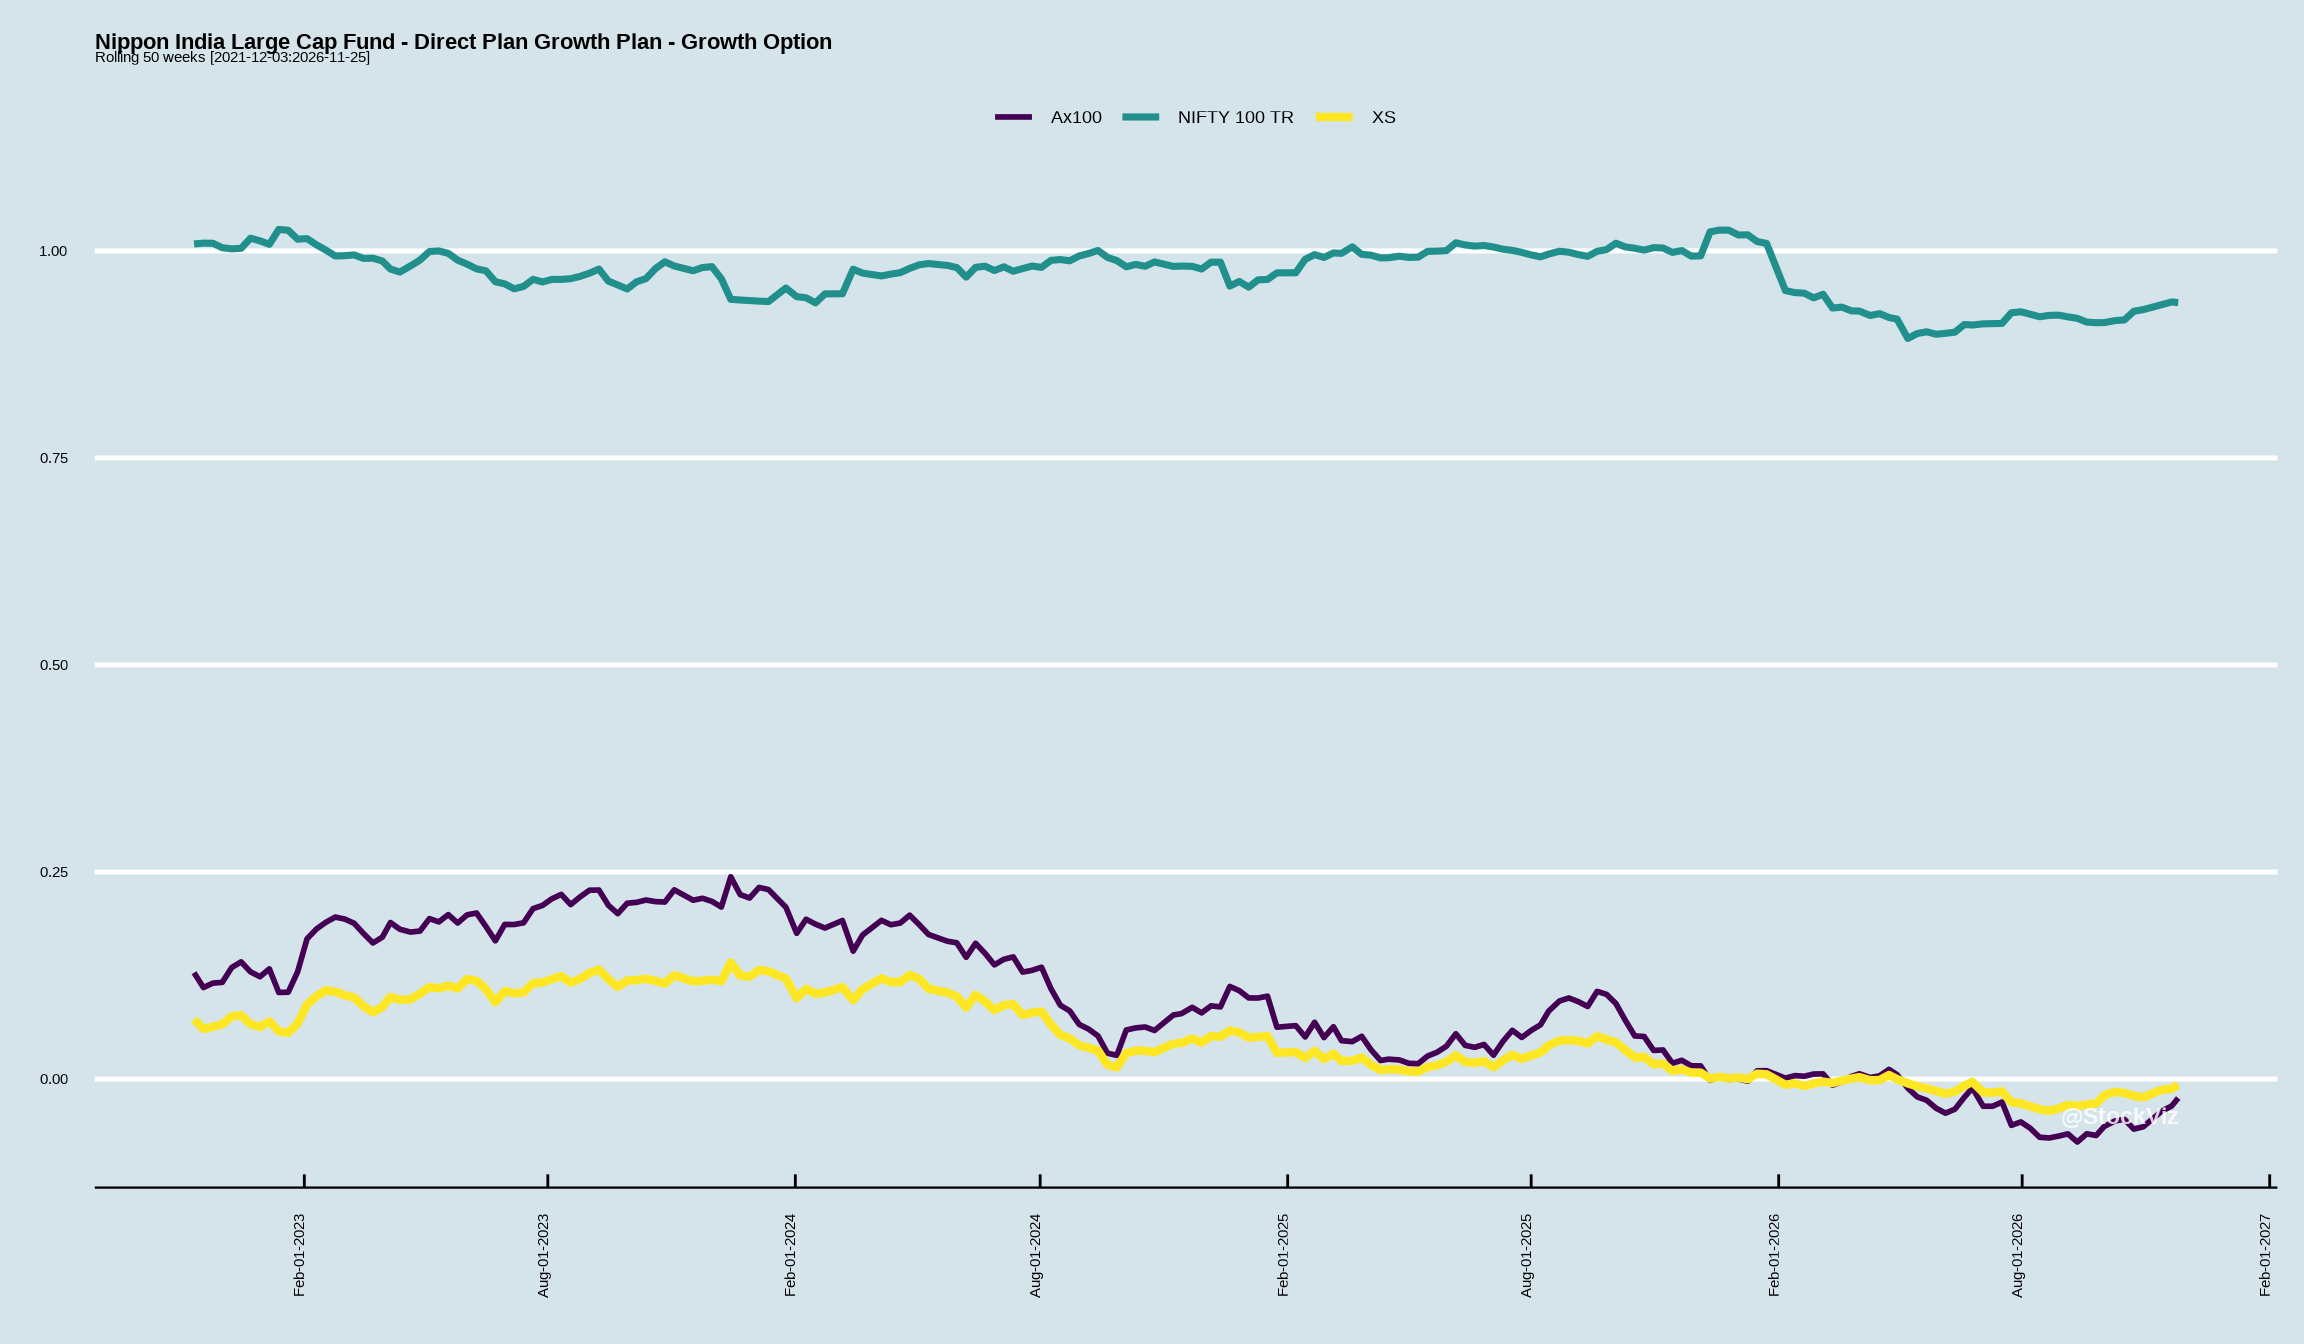 Nippon India Large Cap Fund - Direct Plan Growth Plan - Growth Option
Rolling 50 weeks [2021-12-03:2026-11-25]
Ax100 NIFTY 100 TR XS
1.00
0.75
0.50
0.25
0.00
@StockViz
Feb-01-2023
Aug-01-2023
Feb-01-2024
Aug-01-2024
Feb-01-2025
Aug-01-2025
Feb-01-2026
Aug-01-2026
Feb-01-2027